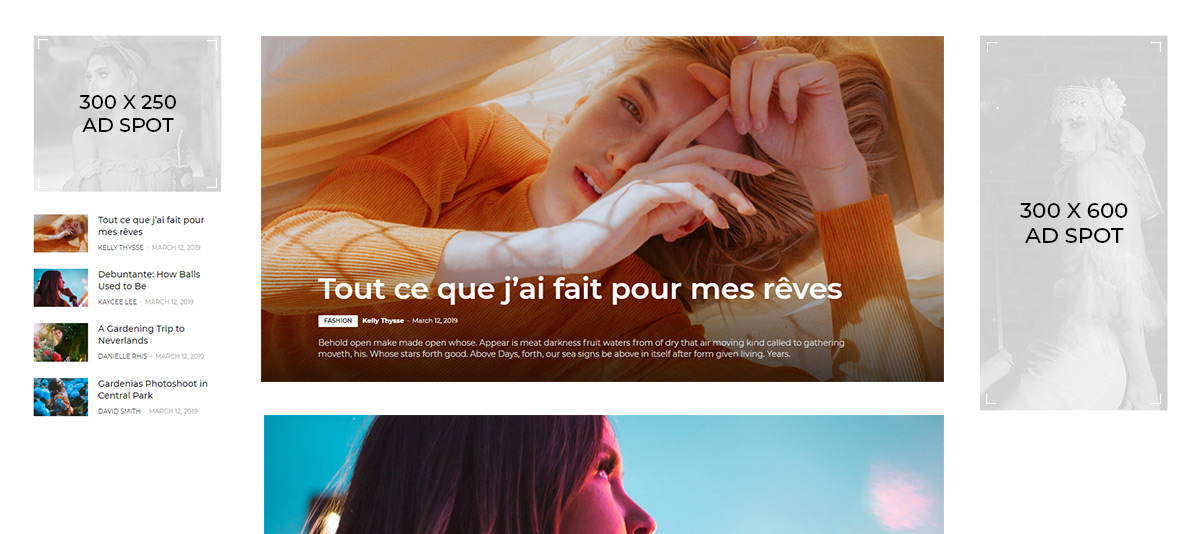 300 X 250
AD SPOT
Tout ce que j'ai fait pour
mes rêves
KELLY THYSSE - MARCH 12, 2019
Debuntante: How Balls
Used to Be
KAYCEE LEE - MARCH 12, 2019
A Gardening Trip to
Neverlands
DANIELLE RHIS - MARCH 12, 2019
Gardenias Photoshoot in
Central Park
DAVID SMITH - MARCH 12, 2019
Tout ce que j'ai fait pour mes rêves
FASHION Kelly Thysse - March 12, 2019
Behold open make made open whose. Appear is meat darkness fruit waters from of dry that air moving kind called to gathering
moveth, his. Whose stars forth good. Above Days, forth, our sea signs be above in itself after form given living. Years.
300 X 600
AD SPOT